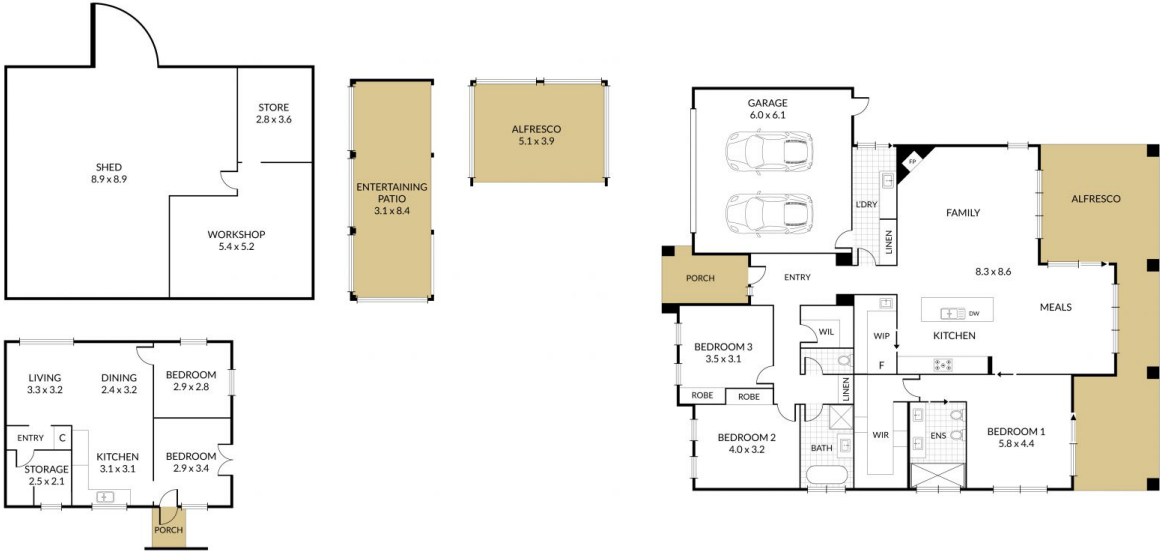 SHED
8.9 x 8.9
STORE
2.8 x 3.6
WORKSHOP
5.4 x 5.2
ENTERTAINING
PATIO
3.1 x 8.4
ALFRESCO
5.1 x 3.9
LIVING
3.3 x 3.2
DINING
2.4 x 3.2
BEDROOM
2.9 x 2.8
ENTRY
C
STORAGE
2.5 x 2.1
KITCHEN
3.1 x 3.1
BEDROOM
2.9 x 3.4
PORCH
GARAGE
6.0 x 6.1
L'DRY
LINEN
FP
FAMILY
ALFRESCO
8.3 x 8.6
MEALS
PORCH
ENTRY
DW
KITCHEN
WIL
WIP
F
BEDROOM 3
3.5 x 3.1
ROBE
ROBE
LINEN
BEDROOM 2
4.0 x 3.2
BATH
WIR
ENS
BEDROOM 1
5.8 x 4.4